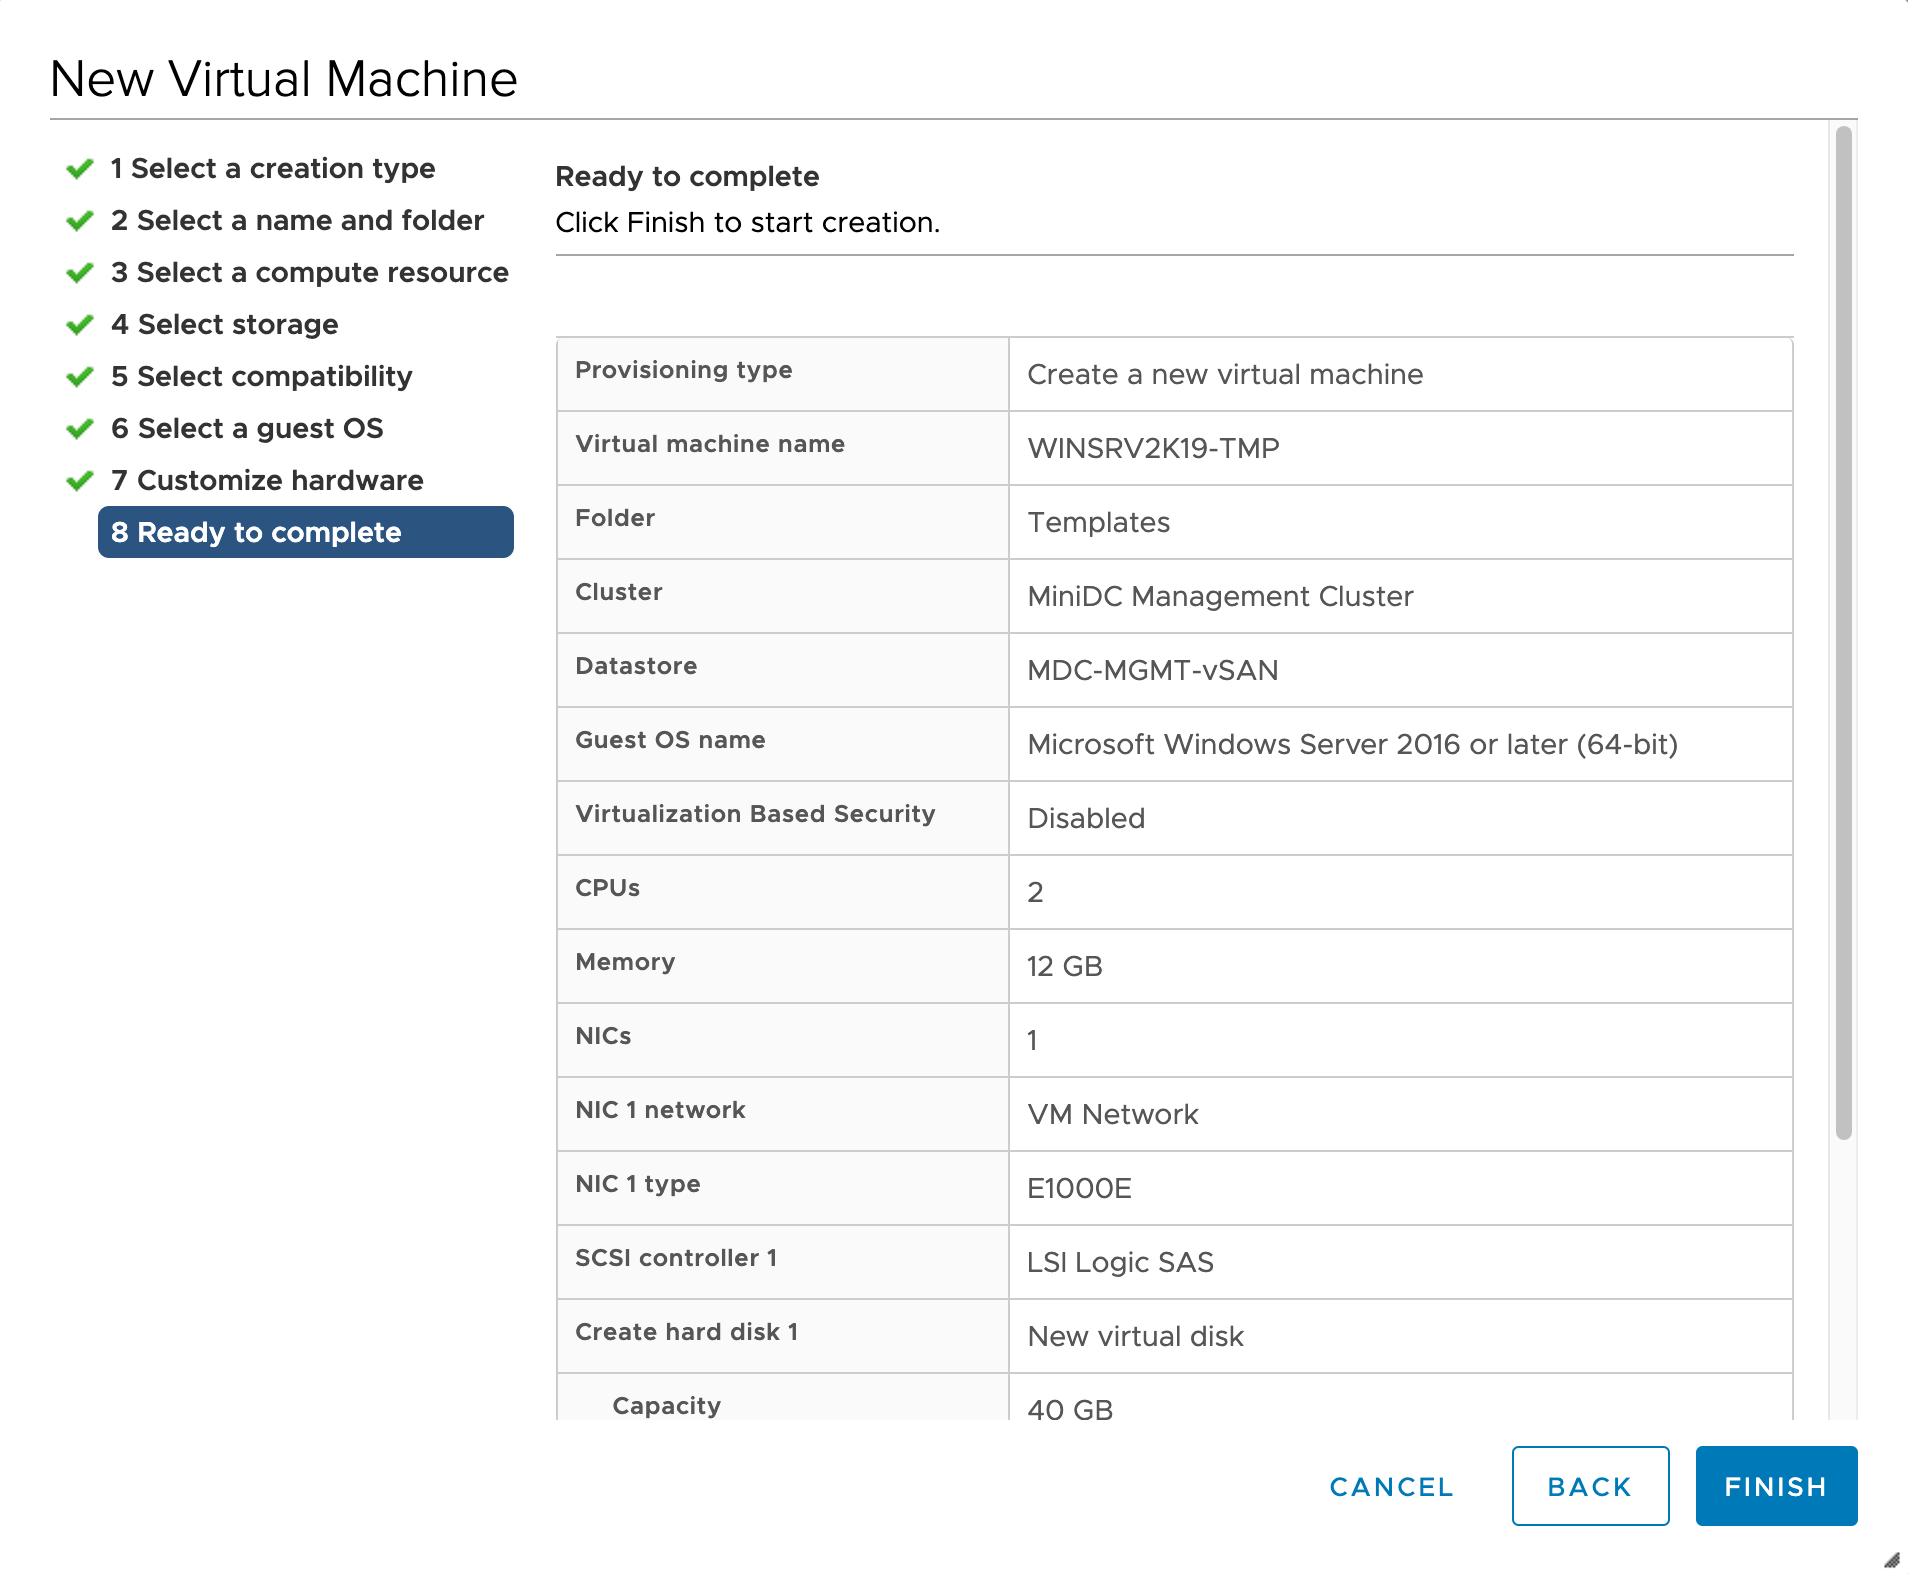 New Virtual Machine
1 Select a creation type
2 Select a name and folder
3 Select a compute resource
4 Select storage
5 Select compatibility
6 Select a guest OS
7 Customize hardware
8 Ready to complete
Ready to complete
Click Finish to start creation.
Provisioning type Create a new virtual machine
Virtual machine name WINSRV2K19-TMP
Folder Templates
Cluster MiniDC Management Cluster
Datastore MDC-MGMT-vSAN
Guest OS name Microsoft Windows Server 2016 or later (64-bit)
Virtualization Based Security Disabled
CPUs 2
Memory 12 GB
NICs 1
NIC 1 network VM Network
NIC 1 type E1000E
SCSI controller 1 LSI Logic SAS
Create hard disk 1 New virtual disk
Capacity 40 GB
CANCEL BACK FINISH